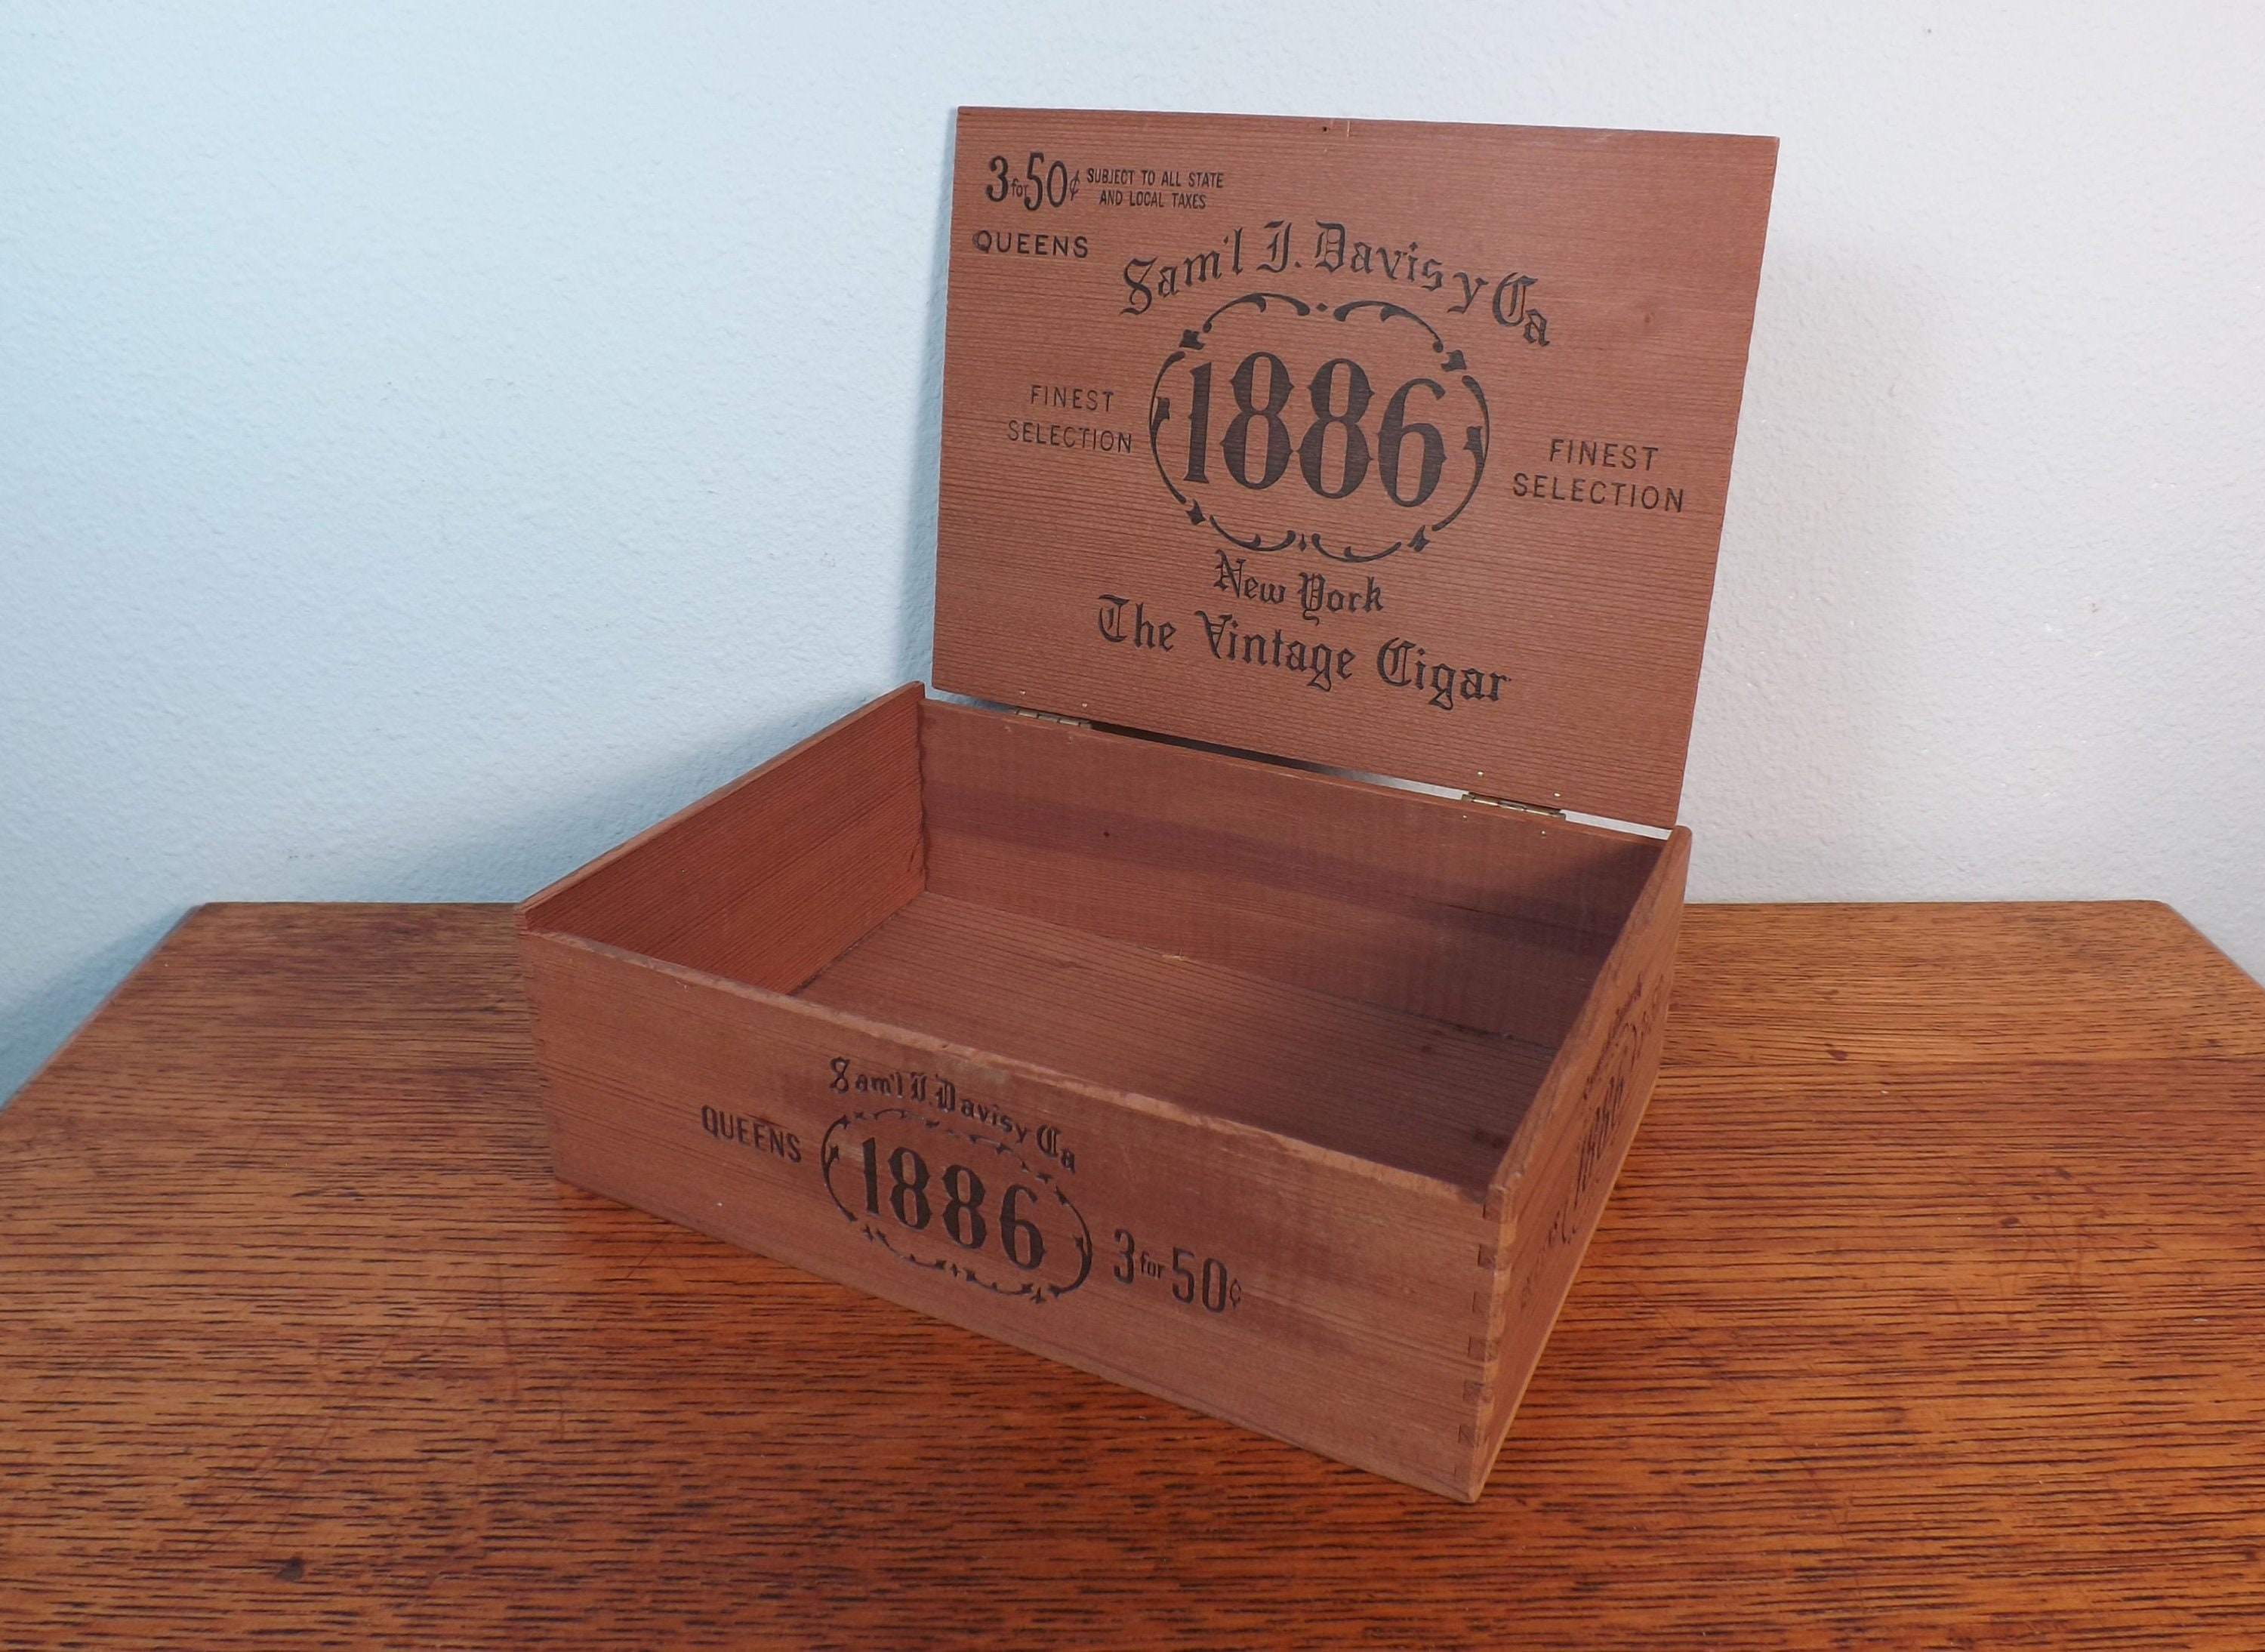 3 for 50¢ SUBJECT TO ALL STATE
AND LOCAL TAXES
QUEENS
Sam'l I. Davis y Ca
1886
FINEST
SELECTION
FINEST
SELECTION
New York
The Vintage Cigar
Sam'l I. Davis y Ca
QUEENS
1886
3 for 50¢
1886